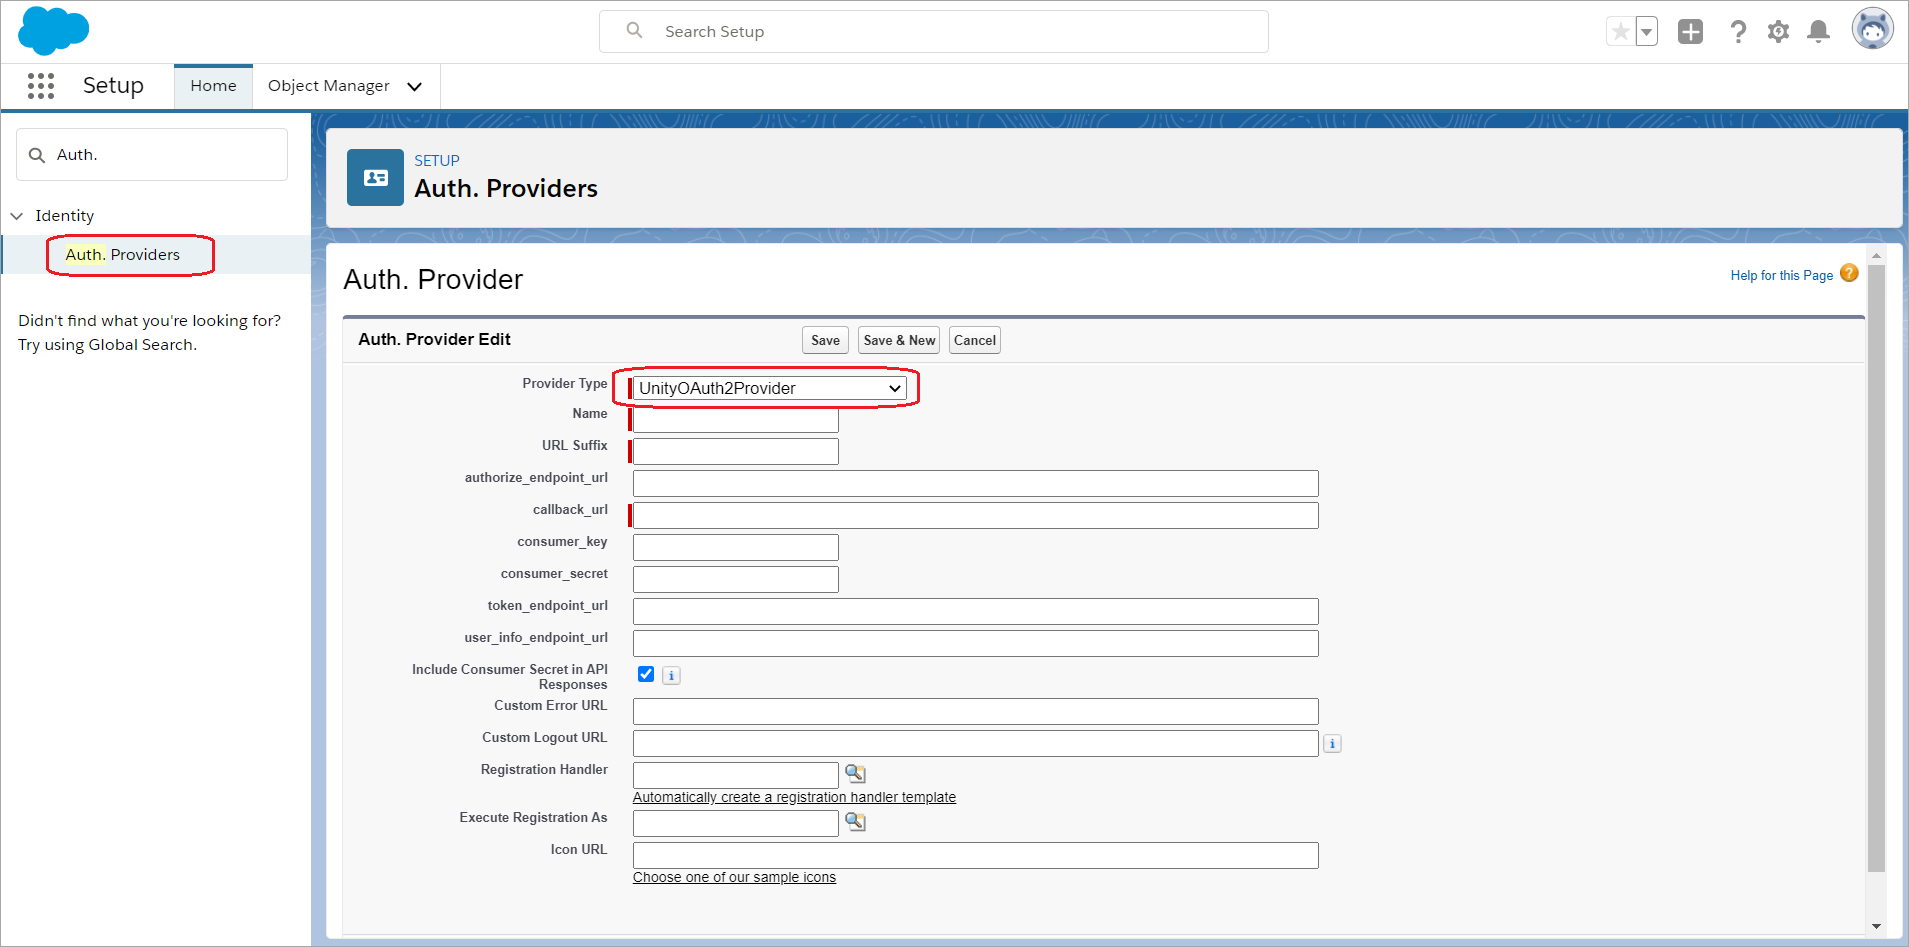 Search Setup
Setup
Home
Object Manager
Auth.
Identity
Auth. Providers
Didn't find what you're looking for?
Try using Global Search.
SETUP
Auth. Providers
Auth. Provider
Help for this Page
Auth. Provider Edit
Save
Save & New
Cancel
Provider Type
UnityOAuth2Provider
Name
URL Suffix
authorize_endpoint_url
callback_url
consumer_key
consumer_secret
token_endpoint_url
user_info_endpoint_url
Include Consumer Secret in API
Responses
Custom Error URL
Custom Logout URL
Registration Handler
Automatically create a registration handler template
Execute Registration As
Icon URL
Choose one of our sample icons